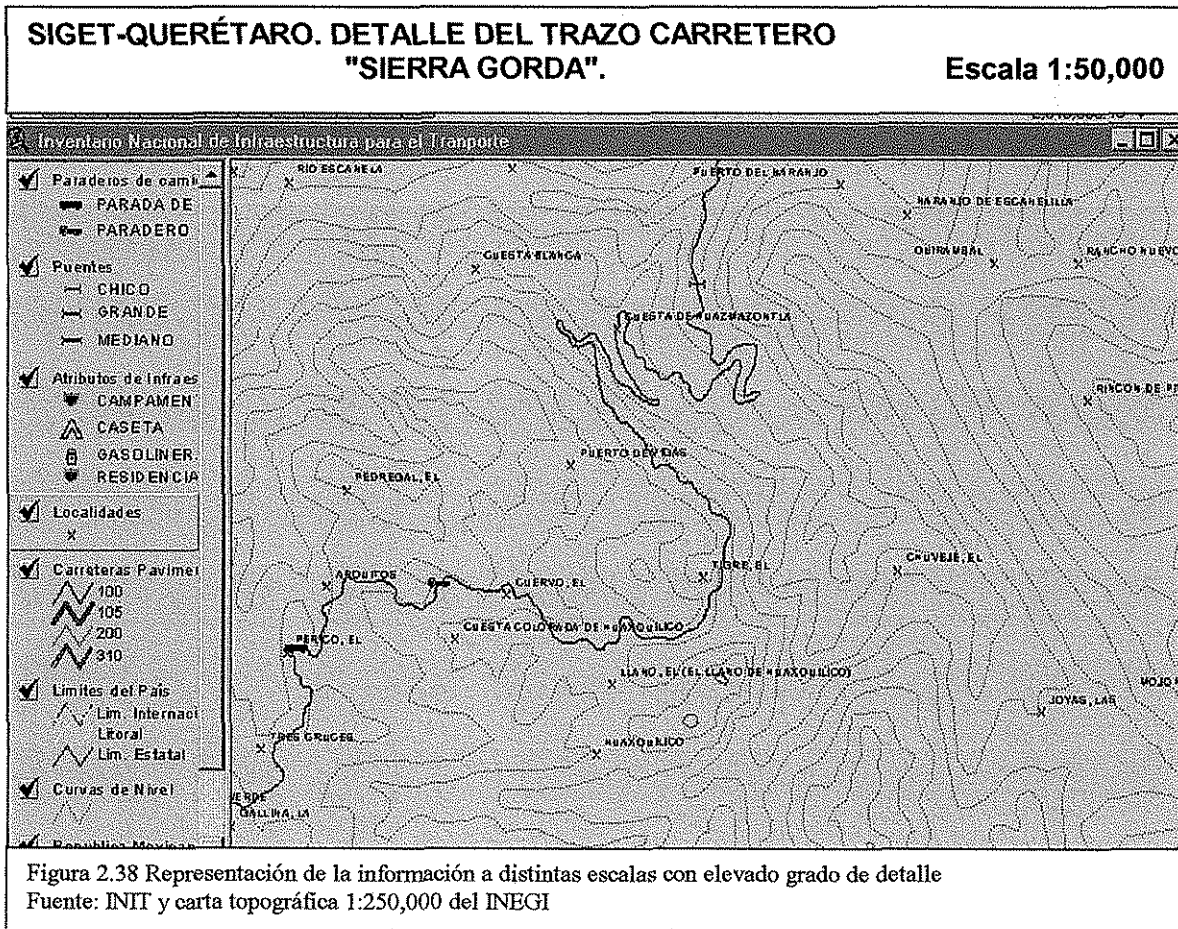 SIGET-QUERÉTARO. DETALLE DEL TRAZO CARRETERO
"SIERRA GORDA".
Escala 1:50,000
Inventario Nacional de Infraestructura para el Tranporte
Paraderos de cami
PARADA DE
PARADERO
Puentes
CHICO
GRANDE
MEDIANO
Atributos de Infraes
CAMPAMEN
CASETA
GASOLINER.
RESIDENCIA
Localidades
Carreteras Pavimer
100
105
200
310
Limites del País
Lim. Internaci
Litoral
Lim. Estatal
Curvas de Nivel
RIO ESCANELA
PUERTO DEL NARANJO
NARANJO DE ESCANELILLA
CUESTA BLANCA
RANCHO NUEVO
CUESTA DE HUAZMAZONTLA
RINCON DE
PUERTO DE
PEDREGAL, EL
CHUVEJE, EL
TIGRE, EL
CUERVO, EL
CUESTA COLORADA DE HUAXQUILICO
PERICO, EL
LLANO, EL (EL LLANO DE HUAXQUILICO)
JOYAS, LAS
TRES CRUCES
HUAXQUILICO
VERDE
GALLINA, LA
Figura 2.38 Representación de la información a distintas escalas con elevado grado de detalle
Fuente: INIT y carta topográfica 1:250,000 del INEGI